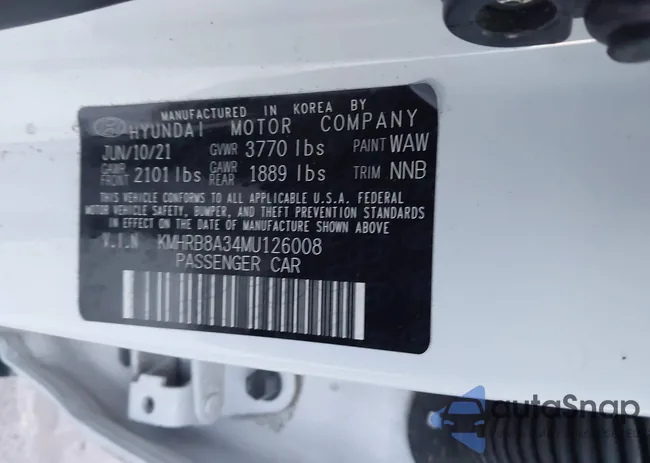 MANUFACTURED IN KOREA BY
HYUNDAI MOTOR COMPANY
JUN/10/21 GVWR 3770 lbs PAINT WAW
GAWR FRONT 2101 lbs GAWR REAR 1889 lbs TRIM NNB
THIS VEHICLE CONFORMS TO ALL APPLICABLE U.S.A. FEDERAL
MOTOR VEHICLE SAFETY, BUMPER, AND THEFT PREVENTION STANDARDS
IN EFFECT ON THE DATE OF MANUFACTURE SHOWN ABOVE.
V.I.N KMHRB8A34MU126008
PASSENGER CAR
autoSnap